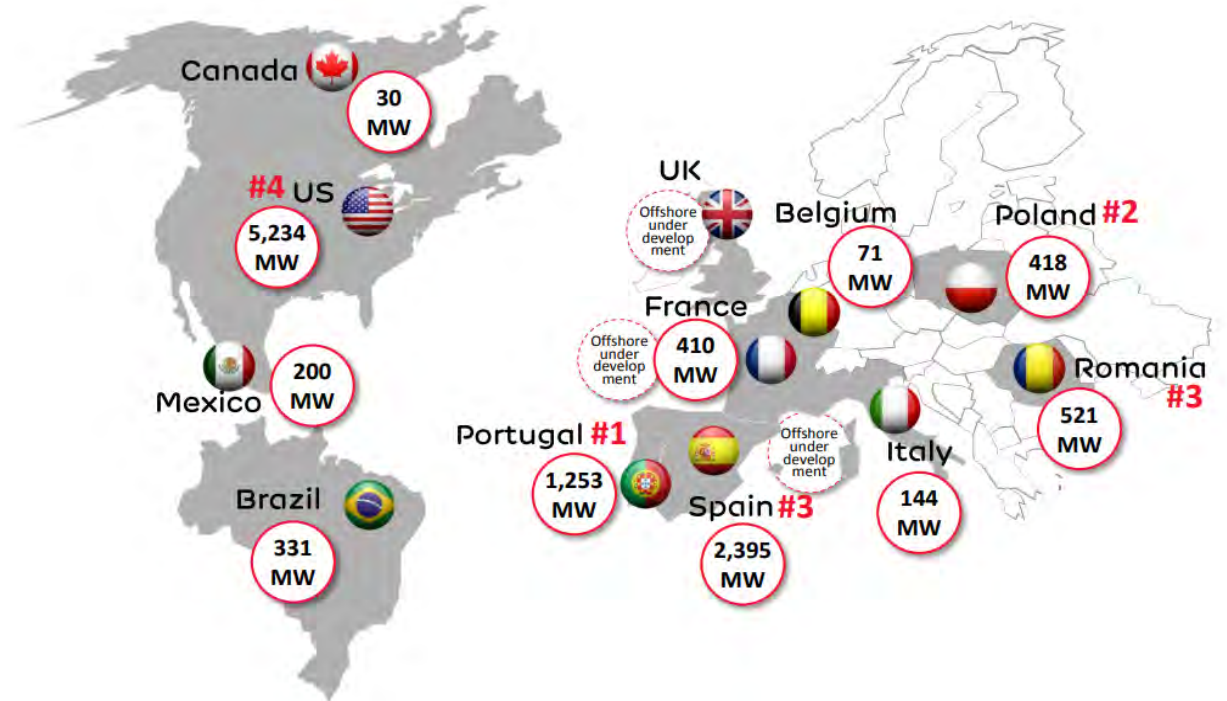 Canada
30
MW
#4 US
5,234
MW
Mexico
200
MW
Brazil
331
MW
UK
Offshore
under
develop
ment
Belgium
71
MW
Poland #2
418
MW
France
Offshore
under
develop
ment
410
MW
Romania
#3
521
MW
Portugal #1
1,253
MW
Spain #3
2,395
MW
Offshore
under
develop
ment
Italy
144
MW